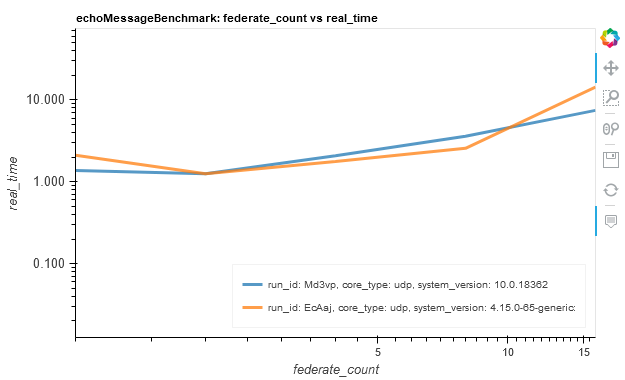 echoMessageBenchmark: federate_count vs real_time
10.000
1.000
0.100
real_time
run_id: Md3vp, core_type: udp, system_version: 10.0.18362
run_id: EcAaj, core_type: udp, system_version: 4.15.0-65-generic:
5
10
15
federate_count